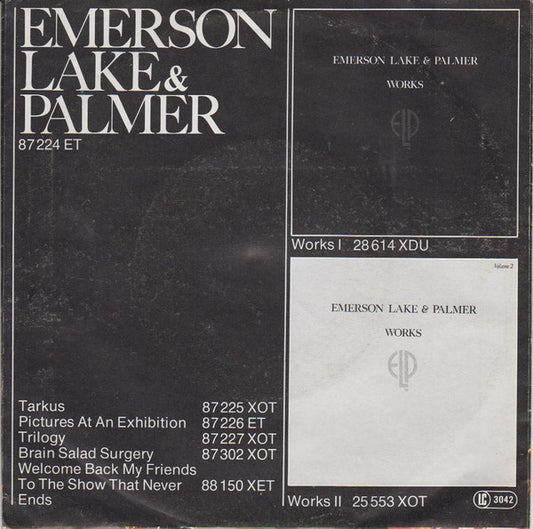 EMERSON
LAKE &
PALMER
87 224 ET
Tarkus 87 225 XOT
Pictures At An Exhibition 87 226 ET
Trilogy 87 227 XOT
Brain Salad Surgery 87 302 XOT
Welcome Back My Friends
To The Show That Never 88 150 XET
Ends
EMERSON LAKE & PALMER
WORKS
ELP
Works I 28 614 XDU
Volume 2
EMERSON LAKE & PALMER
WORKS
ELP
Works II 25 553 XOT
LC 3042